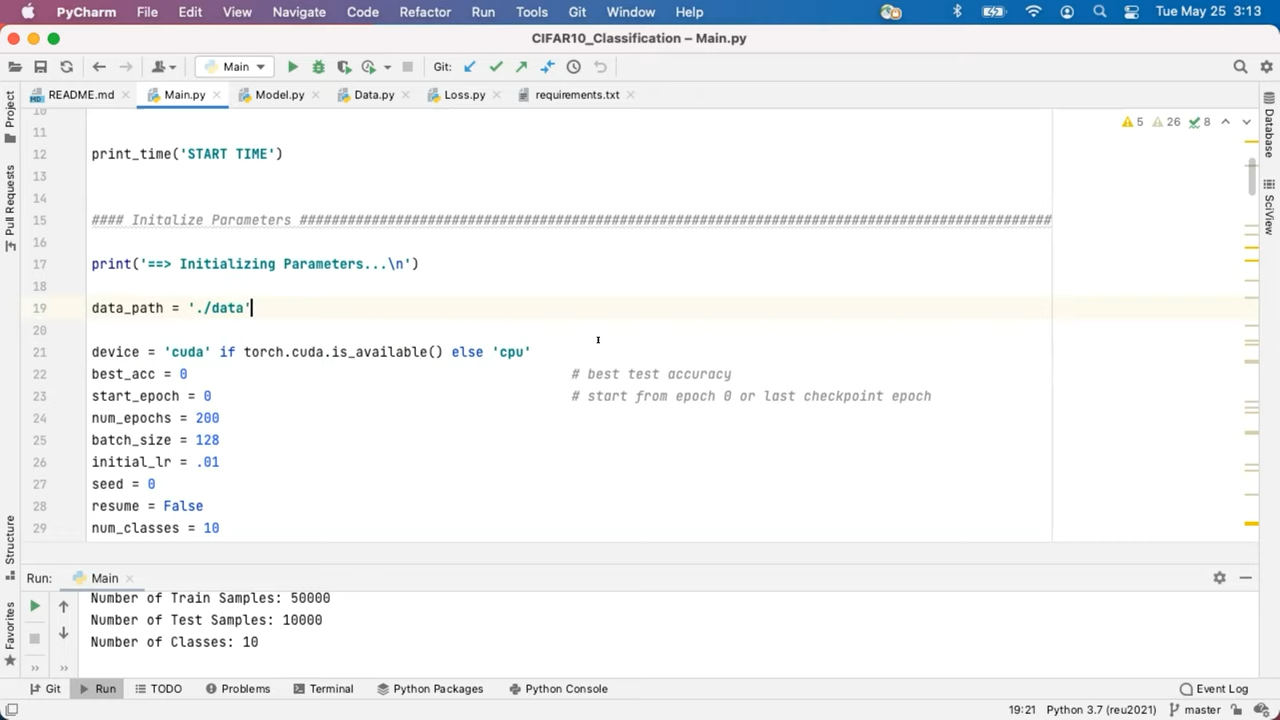 PyCharm File Edit View Navigate Code Refactor Run Tools Git Window Help Tue May 25 3:13
CIFAR10_Classification – Main.py
Main Git:
README.md Main.py Model.py Data.py Loss.py requirements.txt
Project
Pull Requests
Structure
Favorites
Database
SciView
5 26 8
10
11
12 print_time('START TIME')
13
14
15 #### Initalize Parameters ##############################################################################################
16
17 print('==> Initializing Parameters...\n')
18
19 data_path = './data'
20
21 device = 'cuda' if torch.cuda.is_available() else 'cpu'
22 best_acc = 0 # best test accuracy
23 start_epoch = 0 # start from epoch 0 or last checkpoint epoch
24 num_epochs = 200
25 batch_size = 128
26 initial_lr = .01
27 seed = 0
28 resume = False
29 num_classes = 10
Run: Main
Number of Train Samples: 50000
Number of Test Samples: 10000
Number of Classes: 10
Git Run TODO Problems Terminal Python Packages Python Console Event Log
19:21 Python 3.7 (reu2021) master